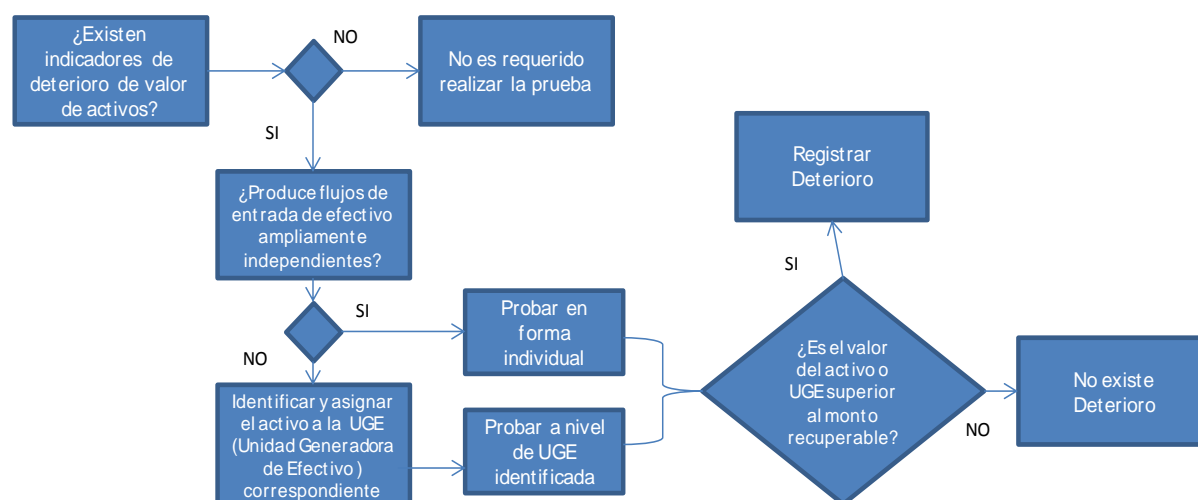 ¿Existen
indicadores de
deterioro de valor
de activos?
NO
No es requerido
realizar la prueba
SI
¿Produce flujos de
entrada de efectivo
ampliamente
independientes?
SI
NO
Probar en
forma
individual
Identificar y asignar
el activo a la UGE
(Unidad Generadora
de Efectivo)
correspondiente
Probar a nivel
de UGE
identificada
Registrar
Deterioro
SI
¿Es el valor
del activo o
UGE superior
al monto
recuperable?
NO
No existe
Deterioro